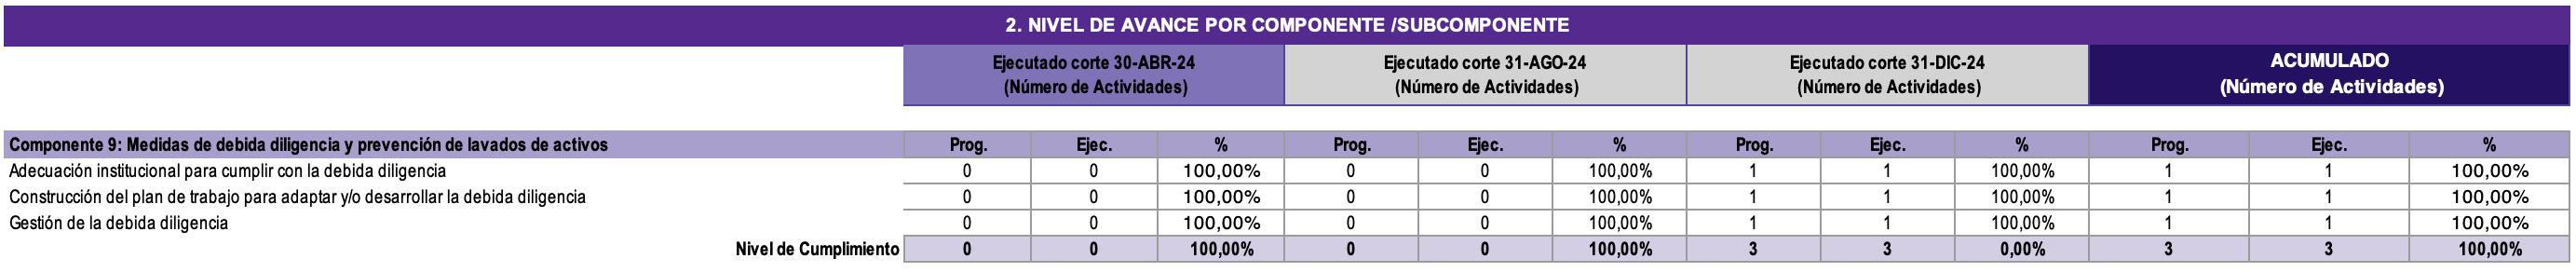 2. NIVEL DE AVANCE POR COMPONENTE /SUBCOMPONENTE
Ejecutado corte 30-ABR-24 Ejecutado corte 31-AGO-24 Ejecutado corte 31-DIC-24 ACUMULADO
(Número de Actividades) (Número de Actividades) (Número de Actividades) (Número de Actividades)
Componente 9: Medidas de debida diligencia y prevención de lavados de activos Prog. Ejec. % Prog. Ejec. % Prog. Ejec. % Prog. Ejec. %
Adecuación institucional para cumplir con la debida diligencia 0 0 100,00% 0 0 100,00% 1 1 100,00% 1 1 100,00%
Construcción del plan de trabajo para adaptar y/o desarrollar la debida diligencia 0 0 100,00% 0 0 100,00% 1 1 100,00% 1 1 100,00%
Gestión de la debida diligencia 0 0 100,00% 0 0 100,00% 1 1 100,00% 1 1 100,00%
Nivel de Cumplimiento 0 0 100,00% 0 0 100,00% 3 3 0,00% 3 3 100,00%